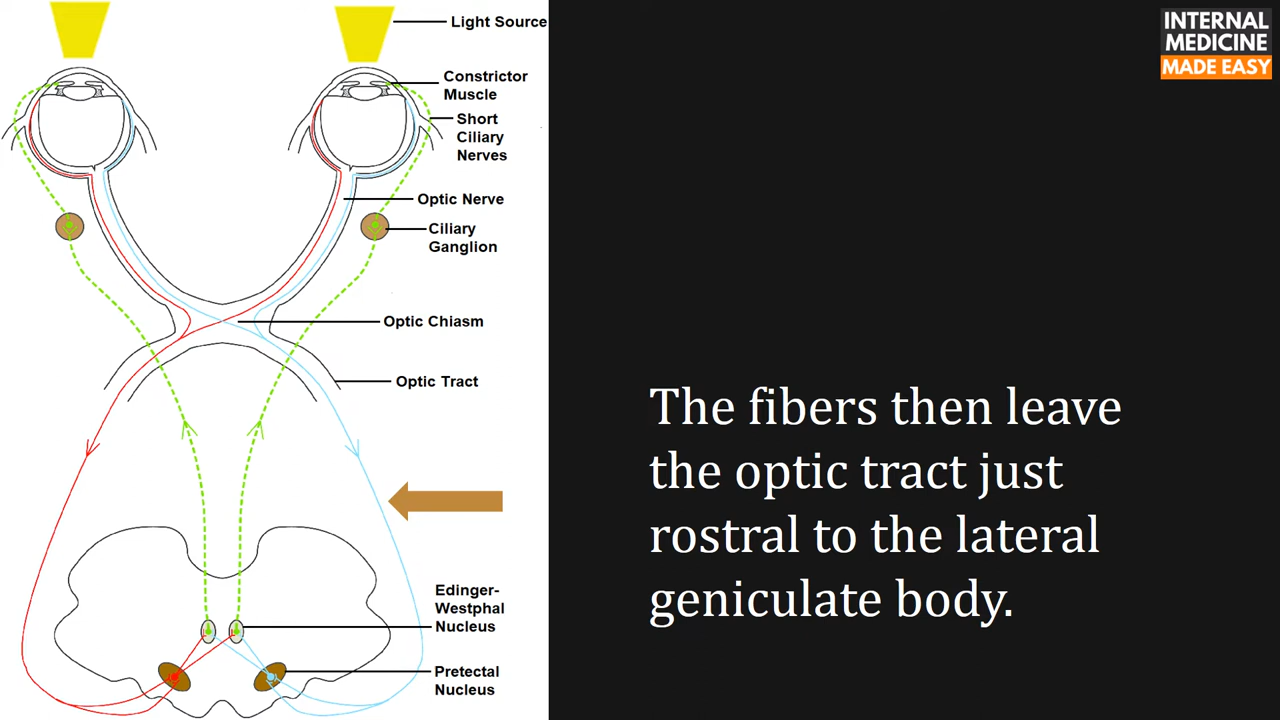 Light Source
Constrictor
Muscle
Short
Ciliary
Nerves
Optic Nerve
Ciliary
Ganglion
Optic Chiasm
Optic Tract
Edinger-
Westphal
Nucleus
Pretectal
Nucleus
INTERNAL
MEDICINE
MADE EASY
The fibers then leave
the optic tract just
rostral to the lateral
geniculate body.